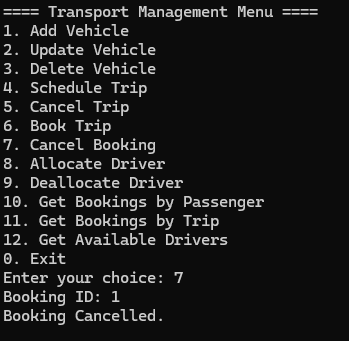 ==== Transport Management Menu ====
1. Add Vehicle
2. Update Vehicle
3. Delete Vehicle
4. Schedule Trip
5. Cancel Trip
6. Book Trip
7. Cancel Booking
8. Allocate Driver
9. Deallocate Driver
10. Get Bookings by Passenger
11. Get Bookings by Trip
12. Get Available Drivers
0. Exit
Enter your choice: 7
Booking ID: 1
Booking Cancelled.